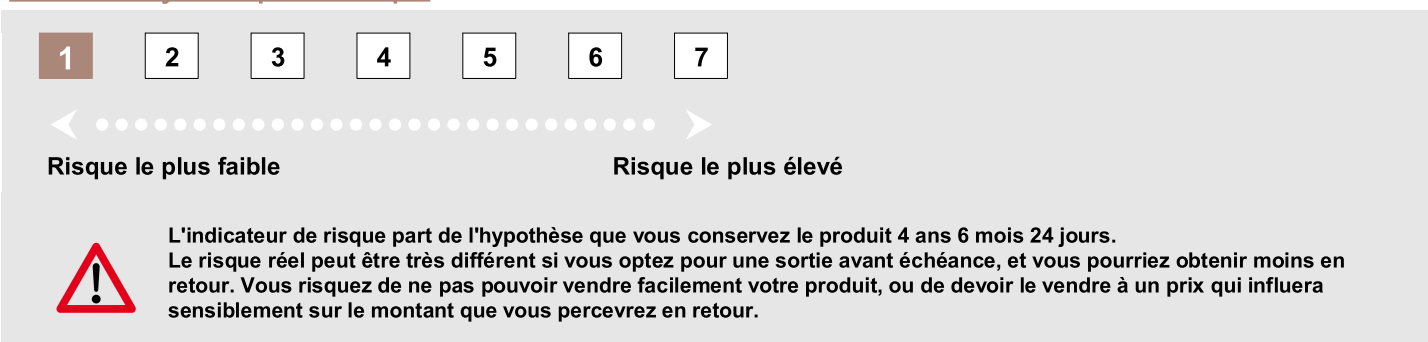 1 2 3 4 5 6 7
Risque le plus faible Risque le plus élevé
L'indicateur de risque part de l'hypothèse que vous conservez le produit 4 ans 6 mois 24 jours.
Le risque réel peut être très différent si vous optez pour une sortie avant échéance, et vous pourriez obtenir moins en
retour. Vous risquez de ne pas pouvoir vendre facilement votre produit, ou de devoir le vendre à un prix qui influera
sensiblement sur le montant que vous percevrez en retour.